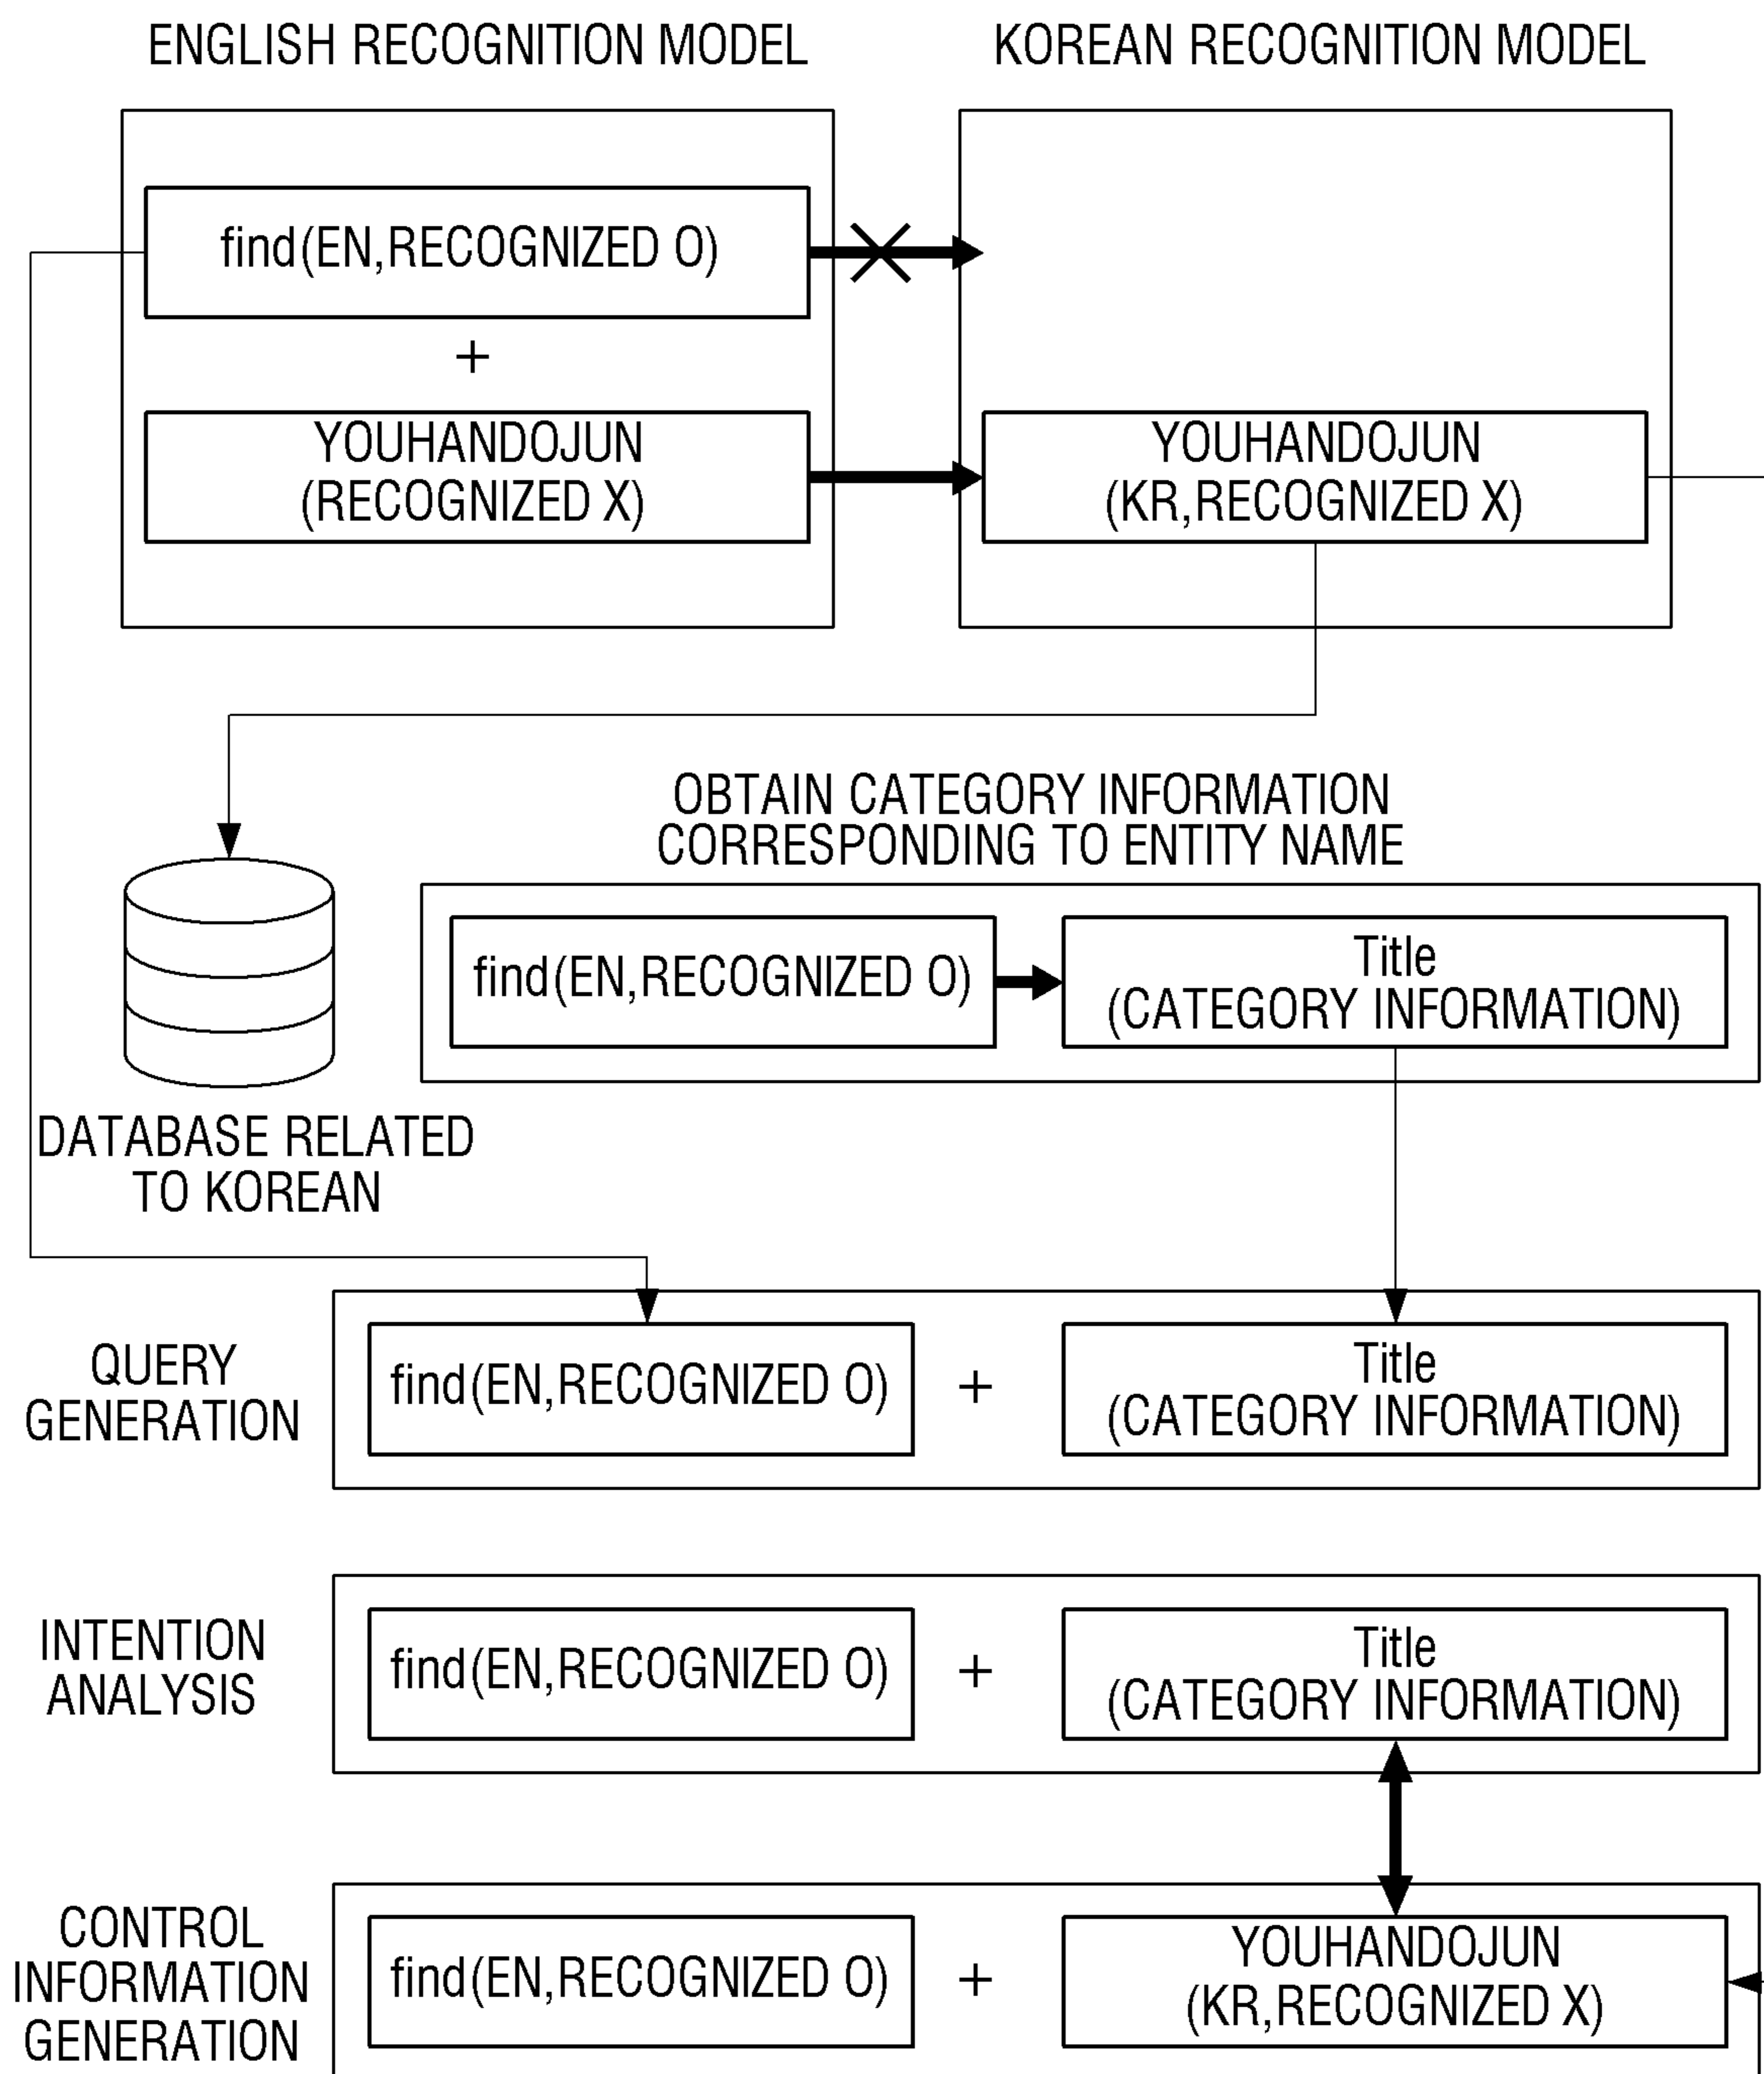 ENGLISH RECOGNITION MODEL
KOREAN RECOGNITION MODEL
find(EN,RECOGNIZED O)
+
YOUHANDOJUN
(RECOGNIZED X)
YOUHANDOJUN
(KR,RECOGNIZED X)
OBTAIN CATEGORY INFORMATION
CORRESPONDING TO ENTITY NAME
find(EN,RECOGNIZED O)
Title
(CATEGORY INFORMATION)
DATABASE RELATED
TO KOREAN
QUERY
GENERATION
find(EN,RECOGNIZED O)
+
Title
(CATEGORY INFORMATION)
INTENTION
ANALYSIS
find(EN,RECOGNIZED O)
+
Title
(CATEGORY INFORMATION)
CONTROL
INFORMATION
GENERATION
find(EN,RECOGNIZED O)
+
YOUHANDOJUN
(KR,RECOGNIZED X)